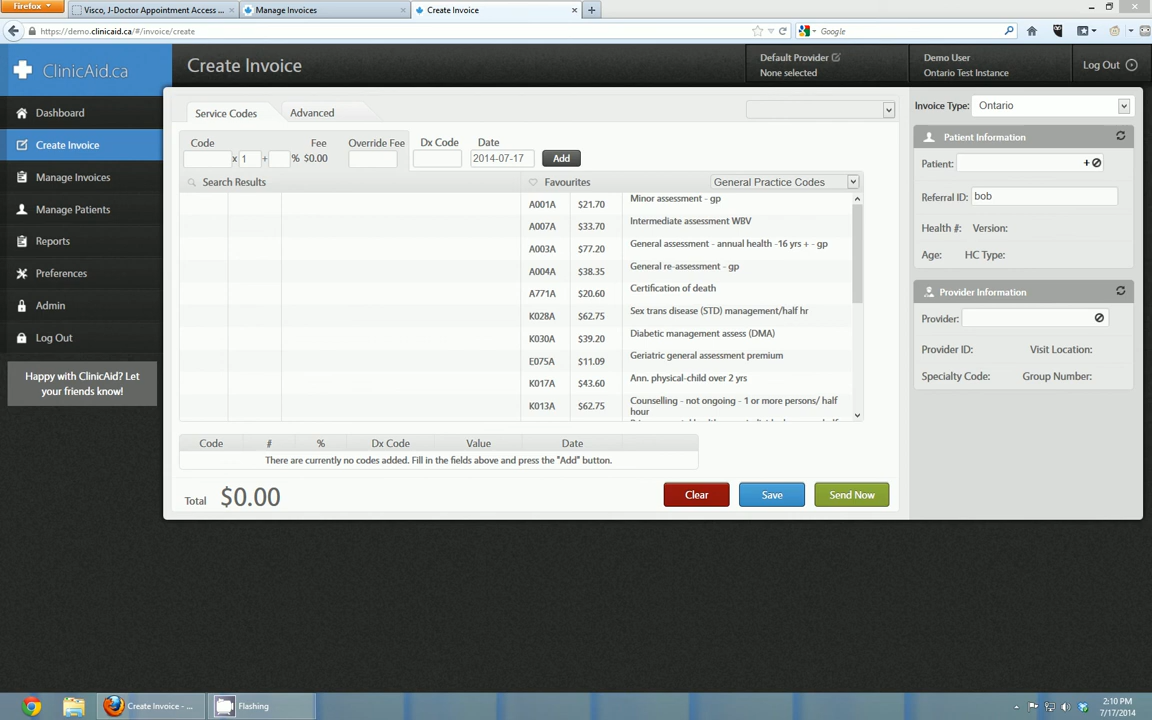 Firefox
Visco, J-Doctor Appointment Access ...
Manage Invoices
Create Invoice
https://demo.clinicaid.ca/#/invoice/create
Google
ClinicAid.ca
Create Invoice
Default Provider
None selected
Demo User
Ontario Test Instance
Log Out
Dashboard
Create Invoice
Manage Invoices
Manage Patients
Reports
Preferences
Admin
Log Out
Happy with ClinicAid? Let
your friends know!
Service Codes
Advanced
Code
Fee
Override Fee
Dx Code
Date
x 1 + % $0.00
2014-07-17
Add
Search Results
Favourites
General Practice Codes
A001A $21.70 Minor assessment - gp
A007A $33.70 Intermediate assessment WBV
A003A $77.20 General assessment - annual health -16 yrs + - gp
A004A $38.35 General re-assessment - gp
A771A $20.60 Certification of death
K028A $62.75 Sex trans disease (STD) management/half hr
K030A $39.20 Diabetic management assess (DMA)
E075A $11.09 Geriatric general assessment premium
K017A $43.60 Ann. physical-child over 2 yrs
K013A $62.75 Counselling - not ongoing - 1 or more persons/ half
hour
Code # % Dx Code Value Date
There are currently no codes added. Fill in the fields above and press the "Add" button.
Total $0.00
Clear
Save
Send Now
Invoice Type: Ontario
Patient Information
Patient:
Referral ID: bob
Health #: Version:
Age: HC Type:
Provider Information
Provider:
Provider ID: Visit Location:
Specialty Code: Group Number:
Create Invoice - ...
Flashing
2:10 PM
7/17/2014